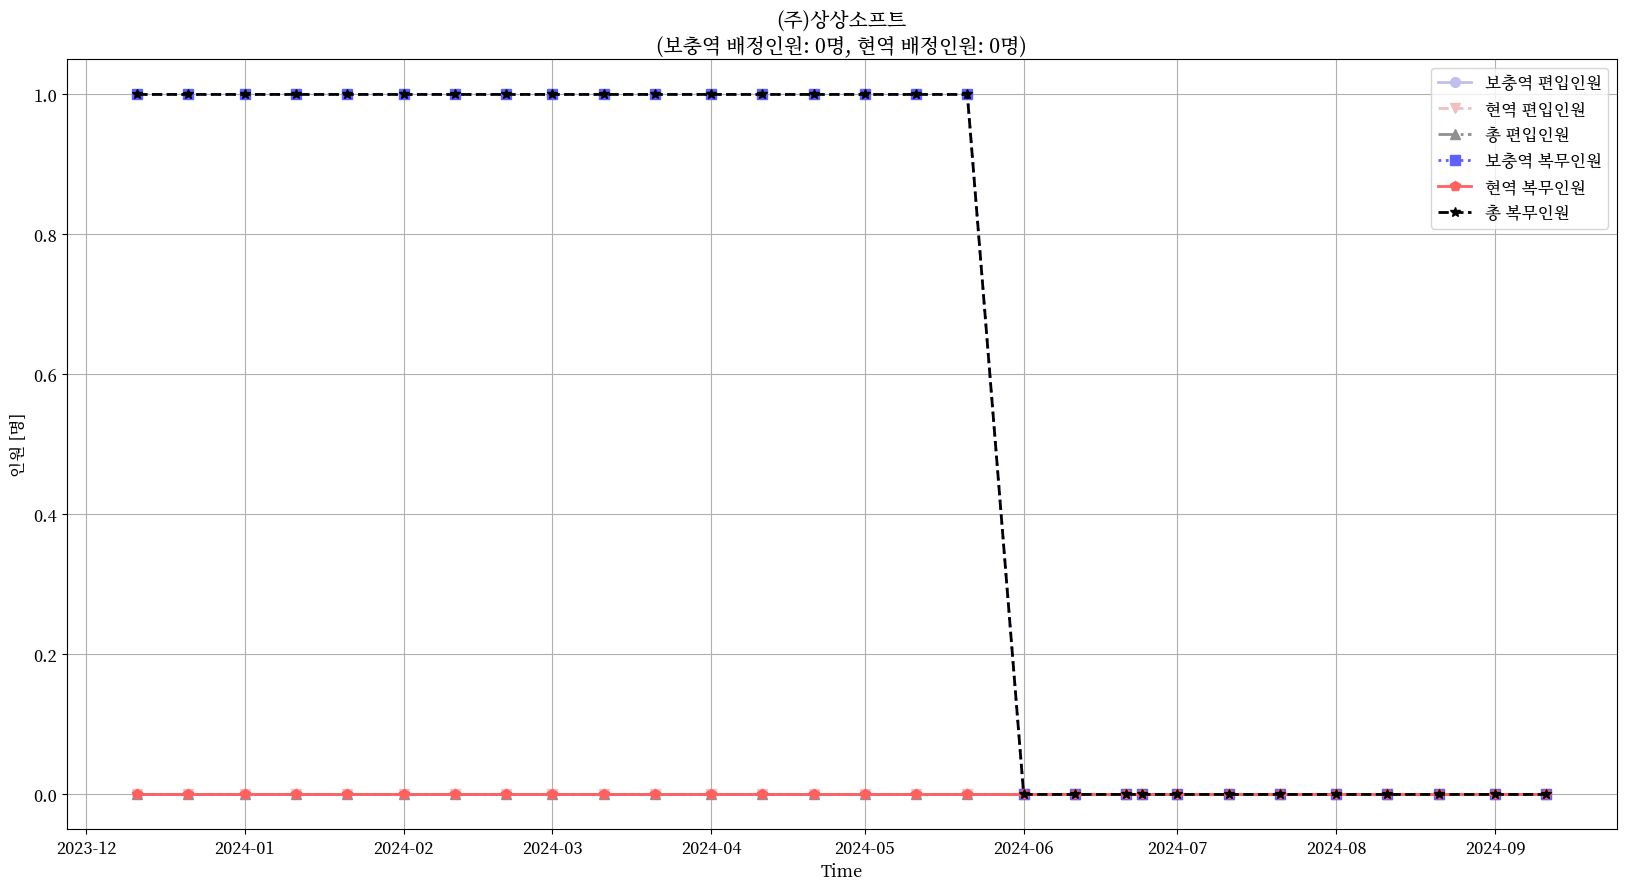 (주)상상소프트
(보충역 배정인원: 0명, 현역 배정인원: 0명)
보충역 편입인원
현역 편입인원
총 편입인원
보충역 복무인원
현역 복무인원
총 복무인원
인원 [명]
1.0
0.8
0.6
0.4
0.2
0.0
2023-12 2024-01 2024-02 2024-03 2024-04 2024-05 2024-06 2024-07 2024-08 2024-09
Time